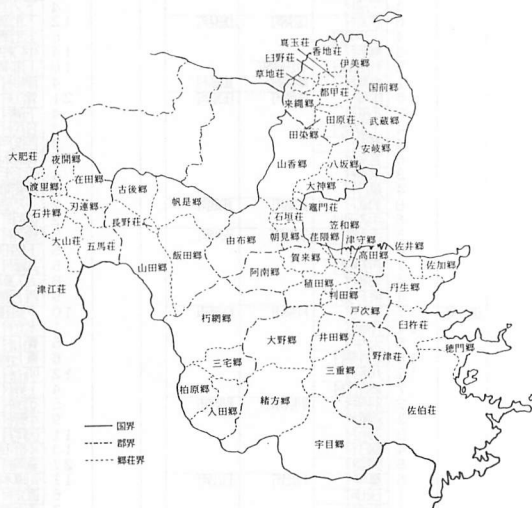 真玉荘
香地荘
臼野荘
伊美郷
草地荘
都甲荘
国前郷
来縄郷
田原荘
武蔵郷
田染荘
安岐郷
大肥荘
夜開郷
山香郷
八坂郷
在田郷
渡里郷
古後郷
帆足郷
大神郷
刃連郷
石井郷
長野荘
石垣荘
竈門荘
笠和郷
大山荘
五馬荘
飯田郷
由布郷
朝見郷
荏隈郷
津守郷
佐井郷
山田郷
賀来郷
高田郷
佐加郷
津江荘
阿南郷
植田郷
判田郷
丹生郷
戸次郷
朽網郷
臼杵荘
大野郷
井田郷
穂門郷
野津荘
三宅郷
三重郷
柏原郷
入田郷
緒方郷
佐伯荘
宇目郷
国界
郡界
郷荘界